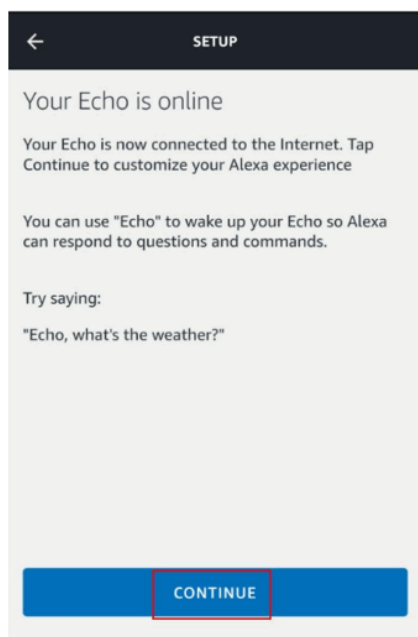 SETUP
Your Echo is online
Your Echo is now connected to the Internet. Tap
Continue to customize your Alexa experience
You can use "Echo" to wake up your Echo so Alexa
can respond to questions and commands.
Try saying:
"Echo, what's the weather?"
CONTINUE